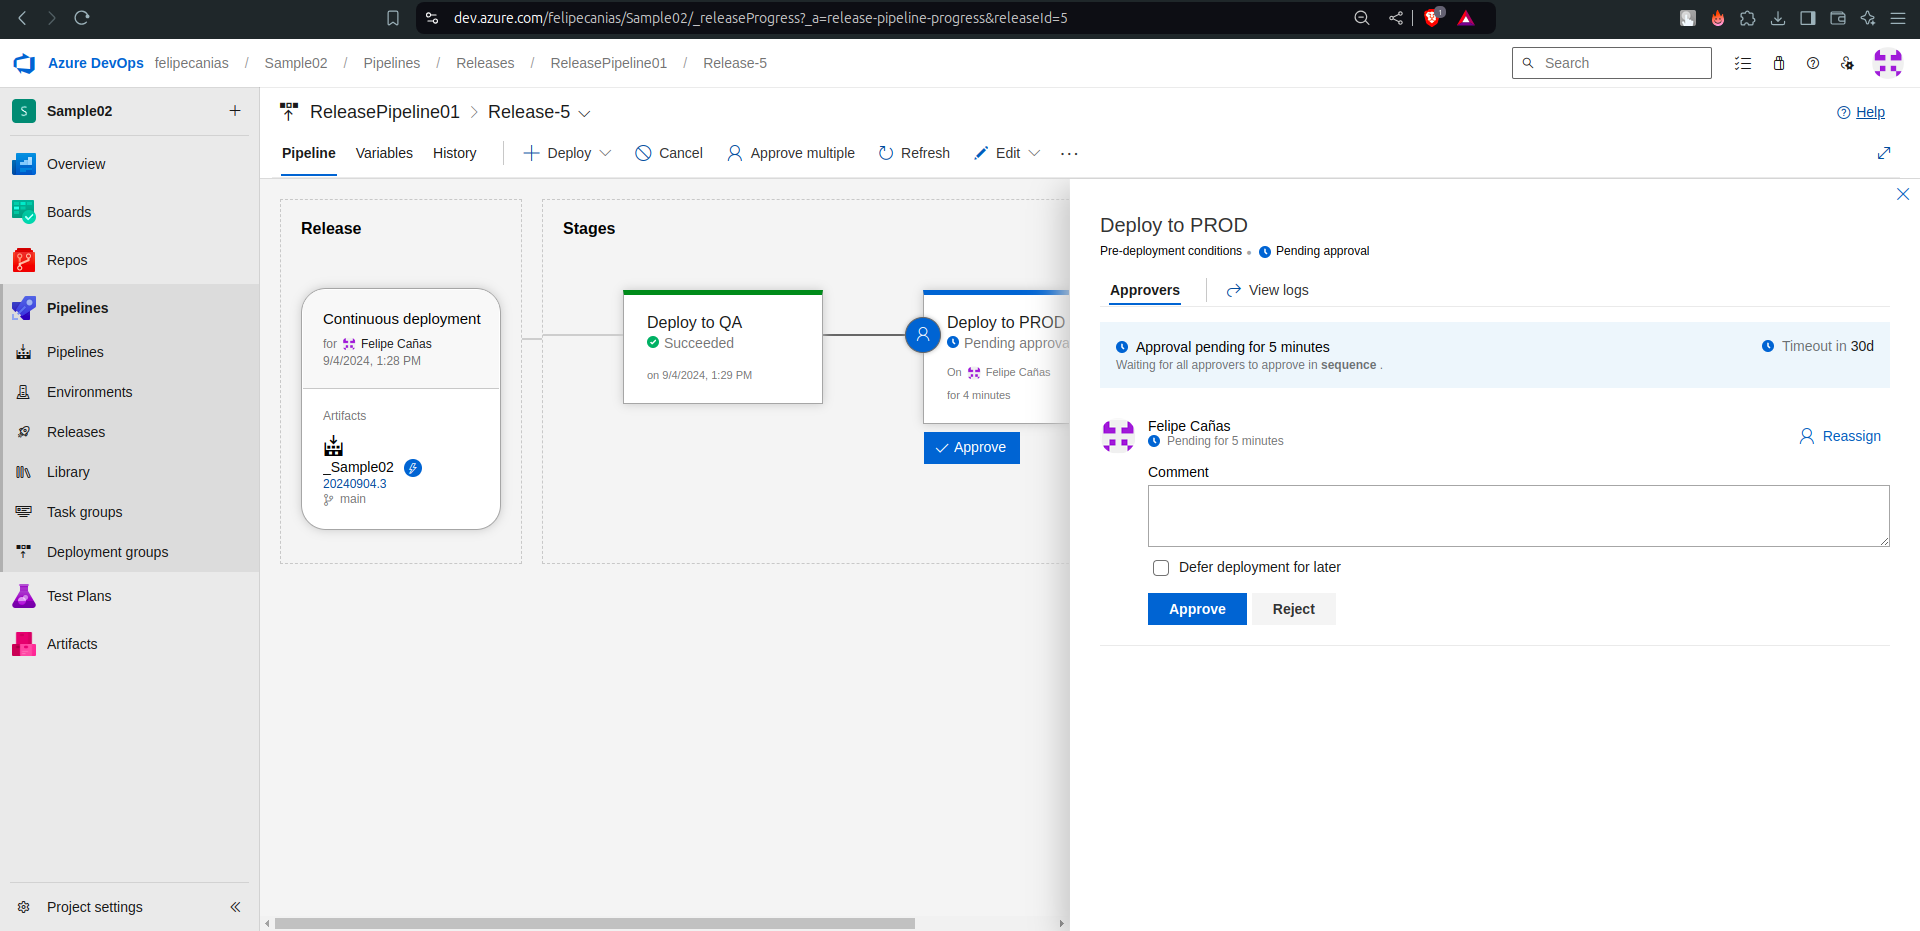 dev.azure.com/felipecanias/Sample02/_releaseProgress?_a=release-pipeline-progress&releaseId=5
1
Azure DevOps felipecanias / Sample02 / Pipelines / Releases / ReleasePipeline01 / Release-5
Search
S Sample02
Overview
Boards
Repos
Pipelines
Pipelines
Environments
Releases
Library
Task groups
Deployment groups
Test Plans
Artifacts
Project settings
ReleasePipeline01 > Release-5
Help
Pipeline Variables History Deploy Cancel Approve multiple Refresh Edit ...
Release
Continuous deployment
for Felipe Cañas
9/4/2024, 1:28 PM
Artifacts
_Sample02
20240904.3
main
Stages
Deploy to QA
Succeeded
on 9/4/2024, 1:29 PM
Deploy to PROD
Pending approva
On Felipe Cañas
for 4 minutes
Approve
Deploy to PROD
Pre-deployment conditions • Pending approval
Approvers View logs
Approval pending for 5 minutes
Timeout in 30d
Waiting for all approvers to approve in sequence .
Felipe Cañas
Pending for 5 minutes
Reassign
Comment
Defer deployment for later
Approve Reject